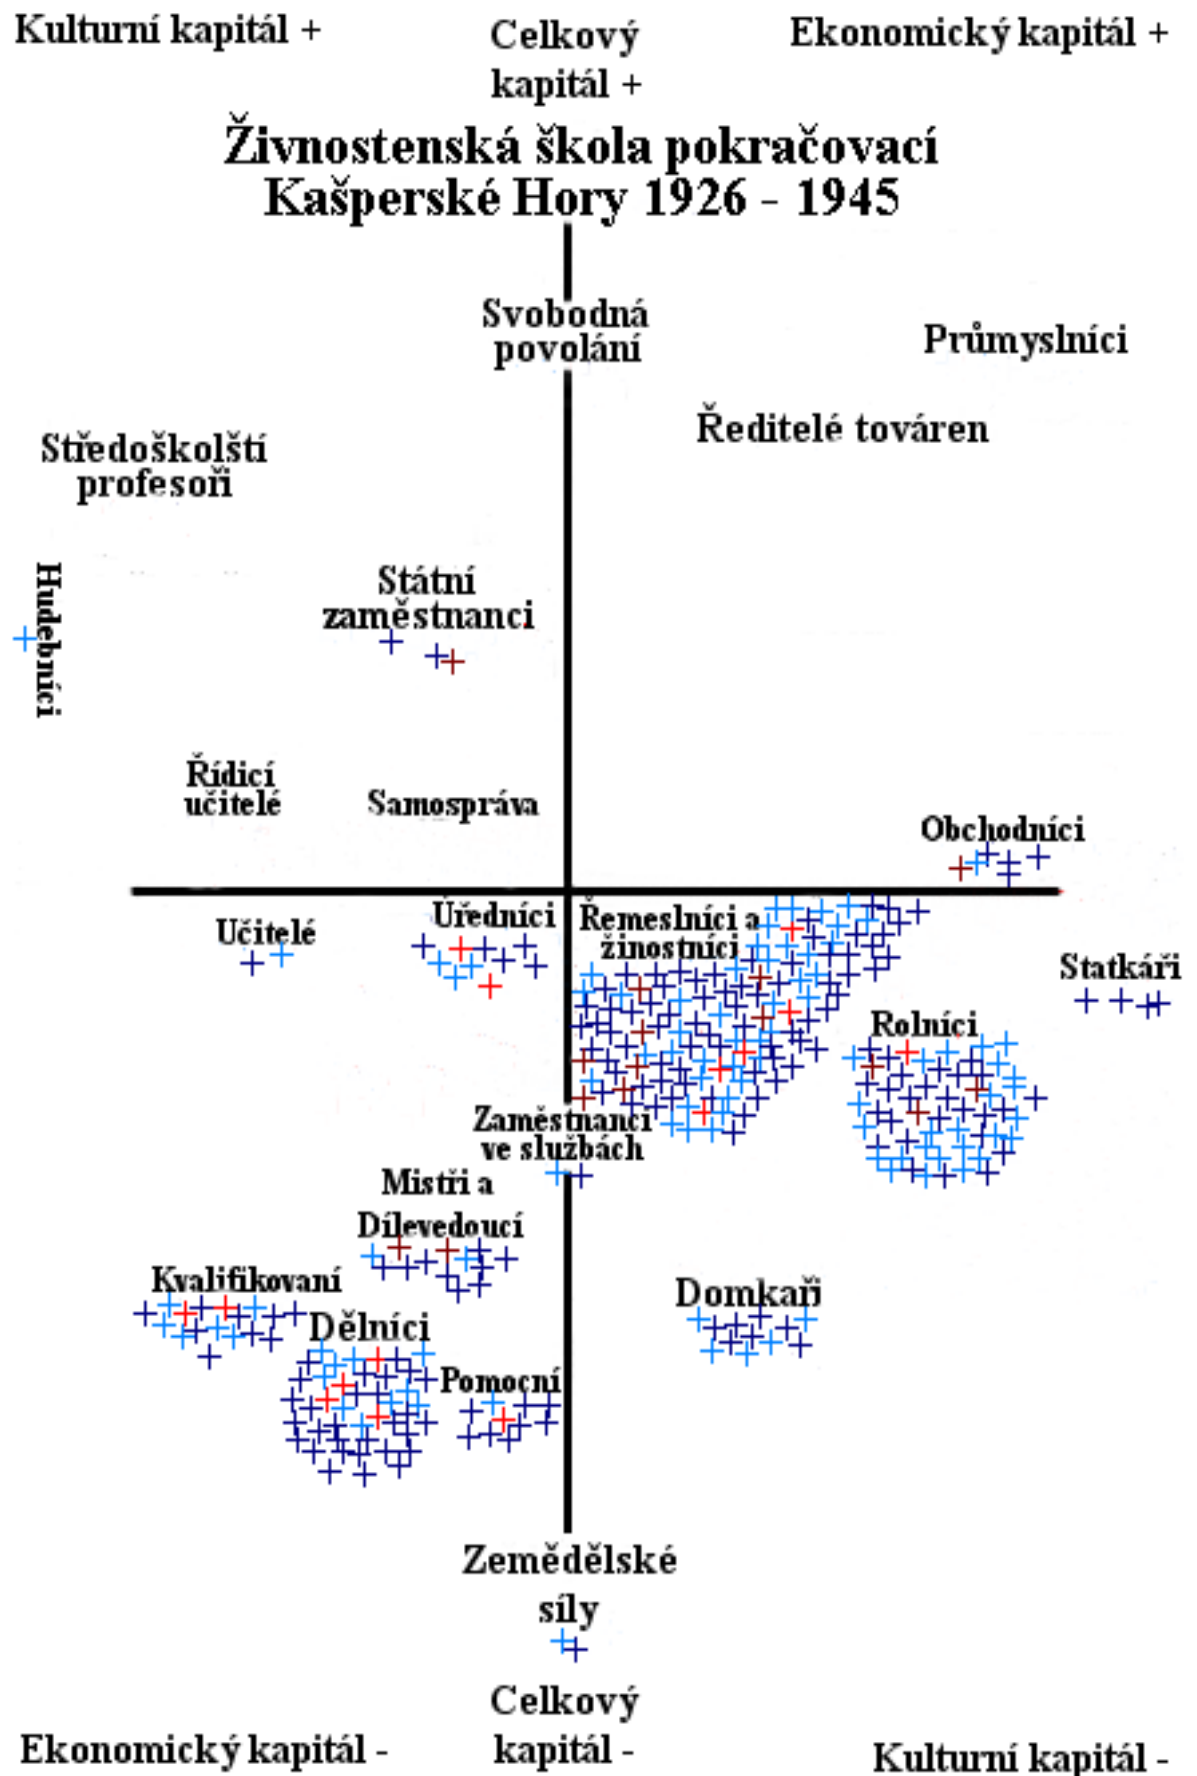 Kulturní kapitál +
Celkový
kapitál +
Ekonomický kapitál +
Živnostenská škola pokračovací
Kašperské Hory 1926 - 1945
Svobodná
povolání
Průmyslníci
Ředitelé továren
Středoškolští
profesoři
Státní
zaměstnanci
Hudebníci
Řídicí
učitelé
Samospráva
Obchodníci
Učitelé
Úředníci
Řemeslníci a
žinostníci
Statkáři
Rolníci
Zaměstnanci
ve službách
Mistři a
Dílevedoucí
Kvalifikovaní
Domkaři
Dělníci
Pomocní
Zemědělské
síly
Celkový
kapitál -
Ekonomický kapitál -
Kulturní kapitál -